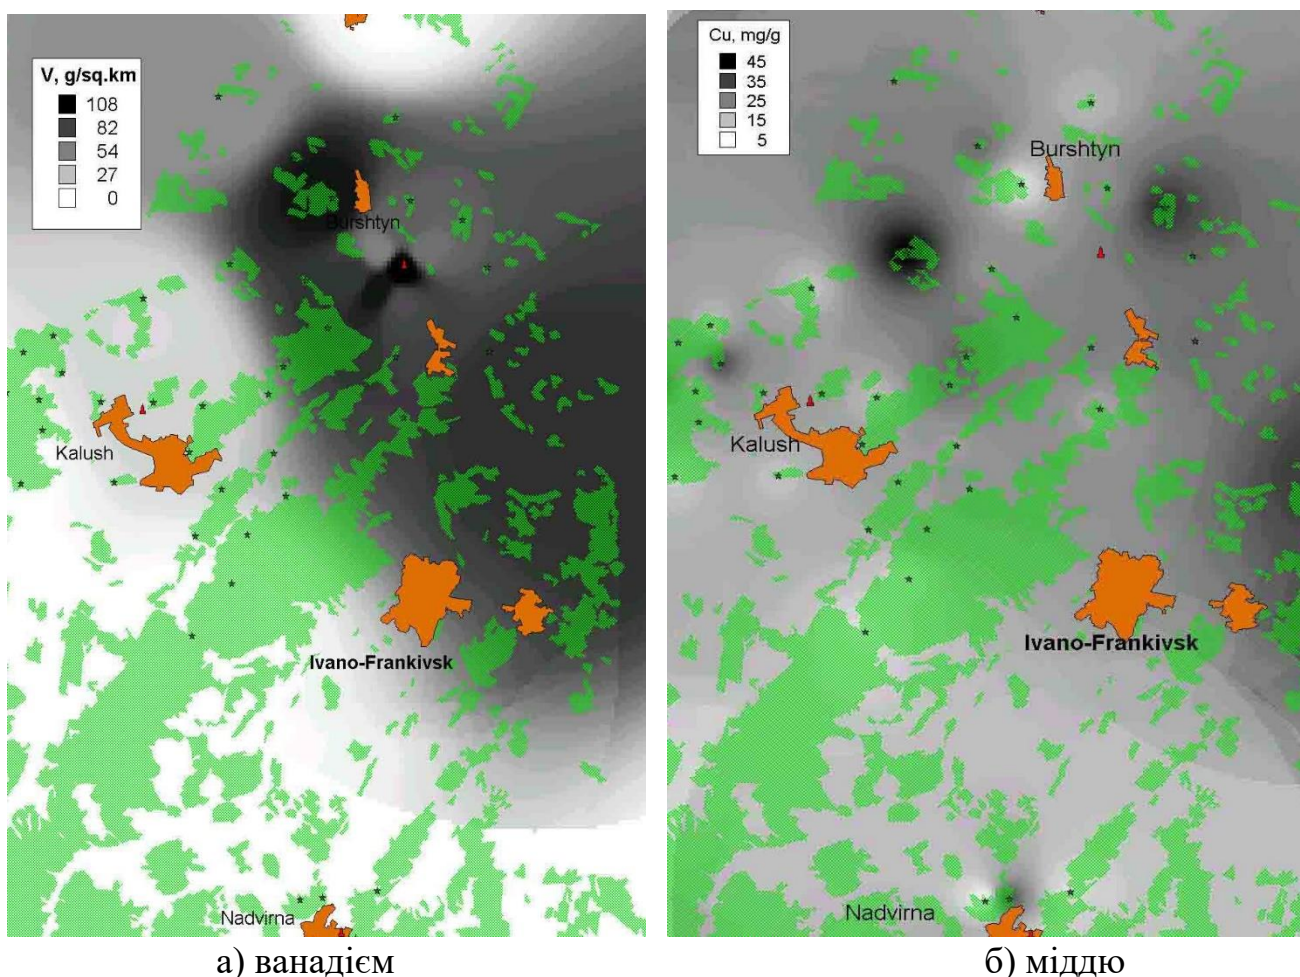 V, g/sq.km
108
82
54
27
0
Burshtyn
Kalush
Ivano-Frankivsk
Nadvirna
а) ванадієм
Cu, mg/g
45
35
25
15
5
Burshtyn
Kalush
Ivano-Frankivsk
Nadvirna
б) міддю